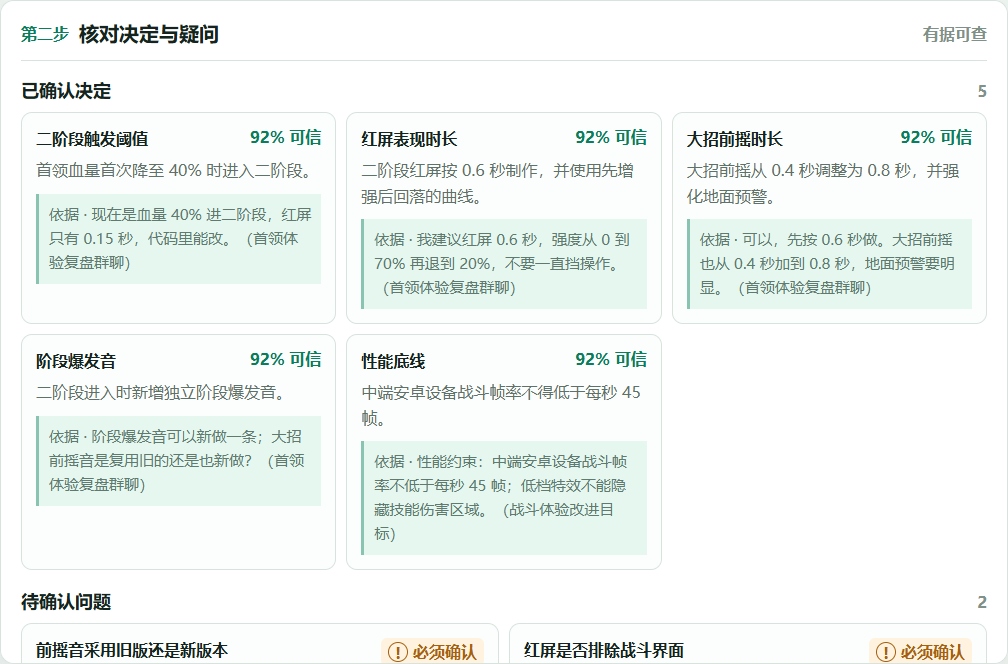 第二步 核对决定与疑问
有据可查
已确认决定
5
二阶段触发阈值
92% 可信
首领血量首次降至 40% 时进入二阶段。
依据 · 现在是血量 40% 进二阶段，红屏
只有 0.15 秒，代码里能改。（首领体
验复盘群聊）
红屏表现时长
92% 可信
二阶段红屏按 0.6 秒制作，并使用先增
强后回落的曲线。
依据 · 我建议红屏 0.6 秒，强度从 0 到
70% 再退到 20%，不要一直挡操作。
（首领体验复盘群聊）
大招前摇时长
92% 可信
大招前摇从 0.4 秒调整为 0.8 秒，并强
化地面预警。
依据 · 可以，先按 0.6 秒做。大招前摇
也从 0.4 秒加到 0.8 秒，地面预警要明
显。（首领体验复盘群聊）
阶段爆发音
92% 可信
二阶段进入时新增独立阶段爆发音。
依据 · 阶段爆发音可以新做一条；大招
前摇音是复用旧的还是也新做？（首领
体验复盘群聊）
性能底线
92% 可信
中端安卓设备战斗帧率不得低于每秒 45
帧。
依据 · 性能约束：中端安卓设备战斗帧
率不低于每秒 45 帧；低档特效不能隐
藏技能伤害区域。（战斗体验改进目
标）
待确认问题
2
前摇音采用旧版还是新版本
! 必须确认
红屏是否排除战斗界面
! 必须确认